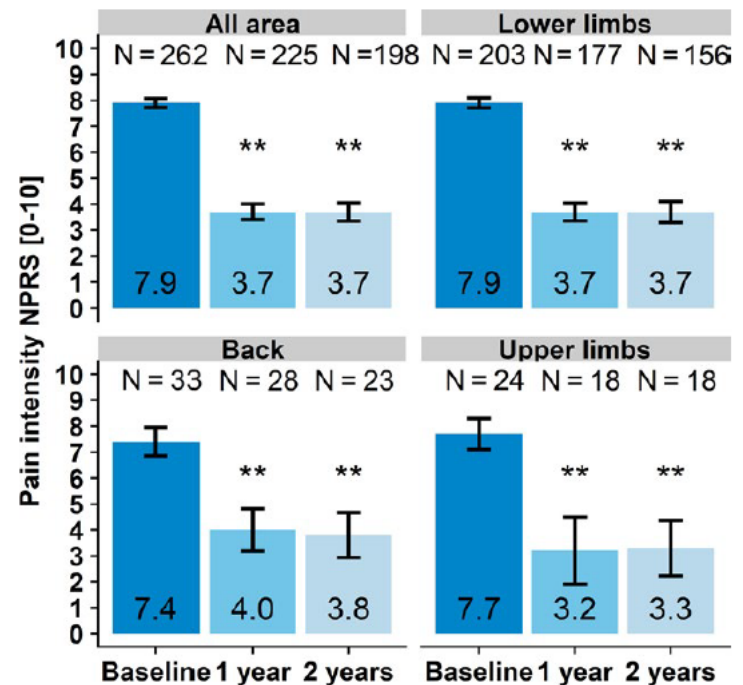 All area
Lower limbs
N = 262 N = 225 N = 198
N = 203 N = 177 N = 156
10
9
8
7
6
5
4
3
2
1
0
** **
** **
7.9 3.7 3.7
7.9 3.7 3.7
Pain intensity NPRS [0-10]
Back
Upper limbs
N = 33 N = 28 N = 23
N = 24 N = 18 N = 18
10
9
8
7
6
5
4
3
2
1
0
** **
** **
7.4 4.0 3.8
7.7 3.2 3.3
Baseline 1 year 2 years
Baseline 1 year 2 years